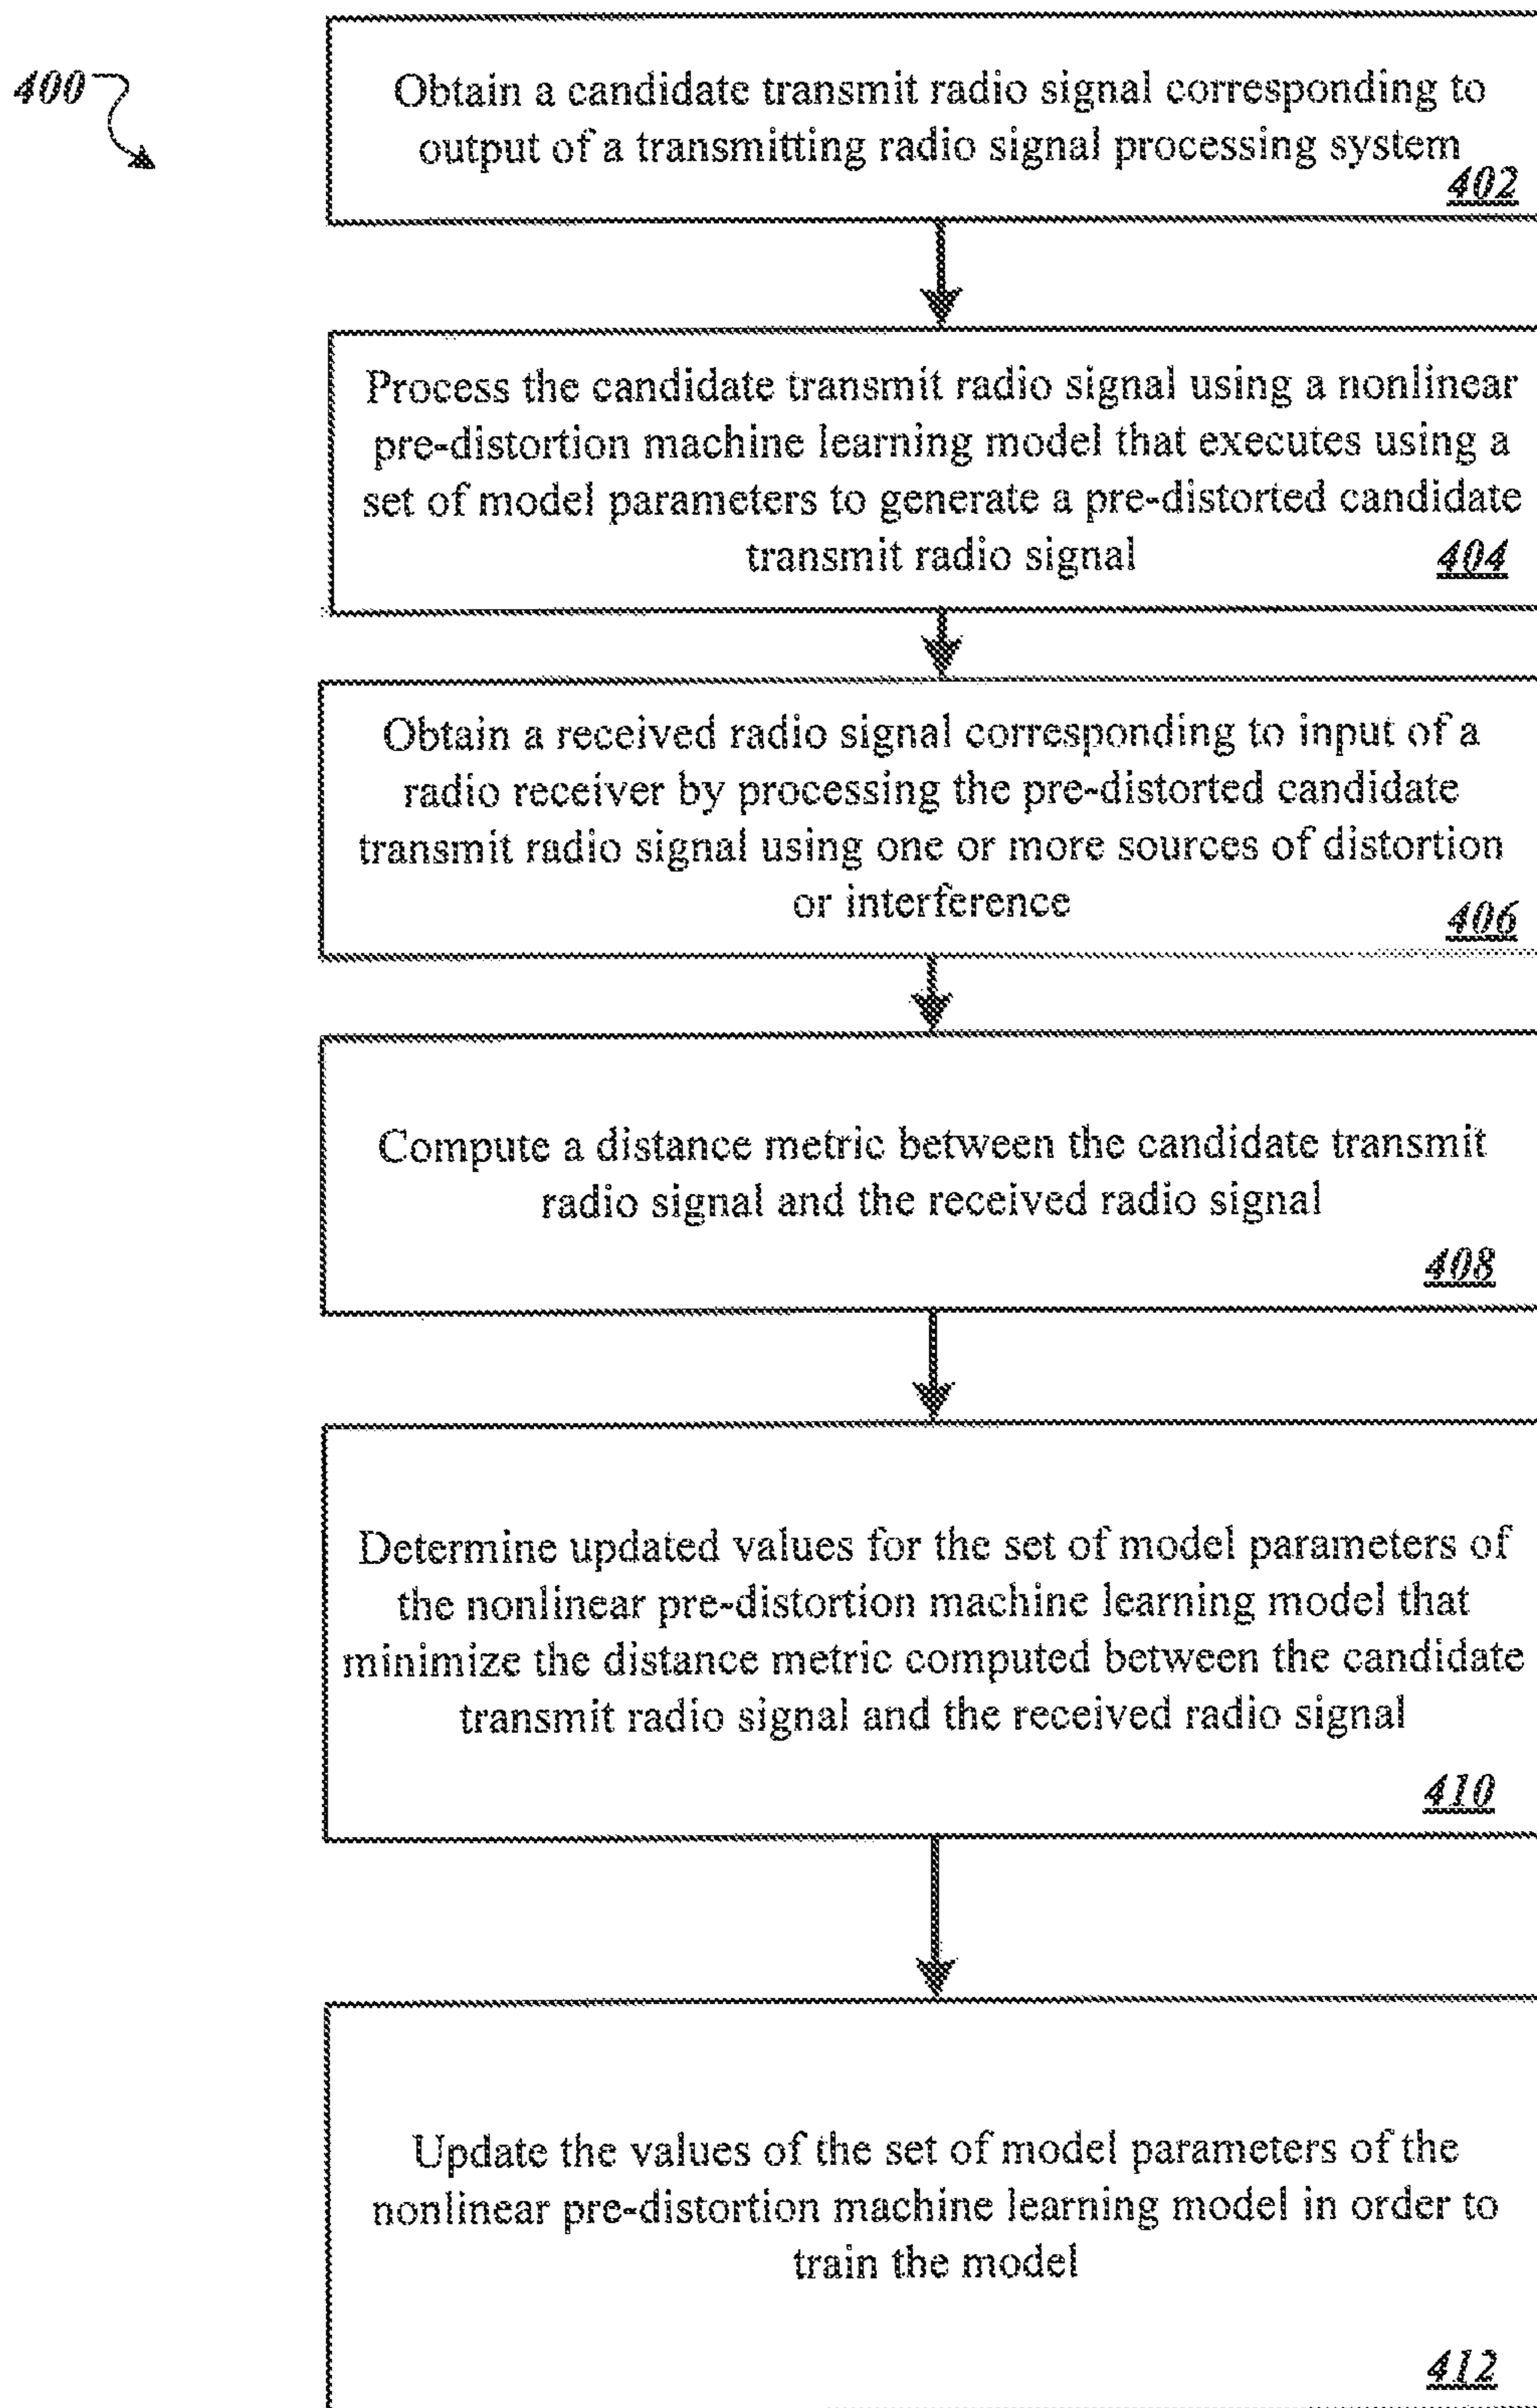 400
Obtain a candidate transmit radio signal corresponding to
output of a transmitting radio signal processing system
402
Process the candidate transmit radio signal using a nonlinear
pre-distortion machine learning model that executes using a
set of model parameters to generate a pre-distorted candidate
transmit radio signal
404
Obtain a received radio signal corresponding to input of a
radio receiver by processing the pre-distorted candidate
transmit radio signal using one or more sources of distortion
or interference
406
Compute a distance metric between the candidate transmit
radio signal and the received radio signal
408
Determine updated values for the set of model parameters of
the nonlinear pre-distortion machine learning model that
minimize the distance metric computed between the candidate
transmit radio signal and the received radio signal
410
Update the values of the set of model parameters of the
nonlinear pre-distortion machine learning model in order to
train the model
412